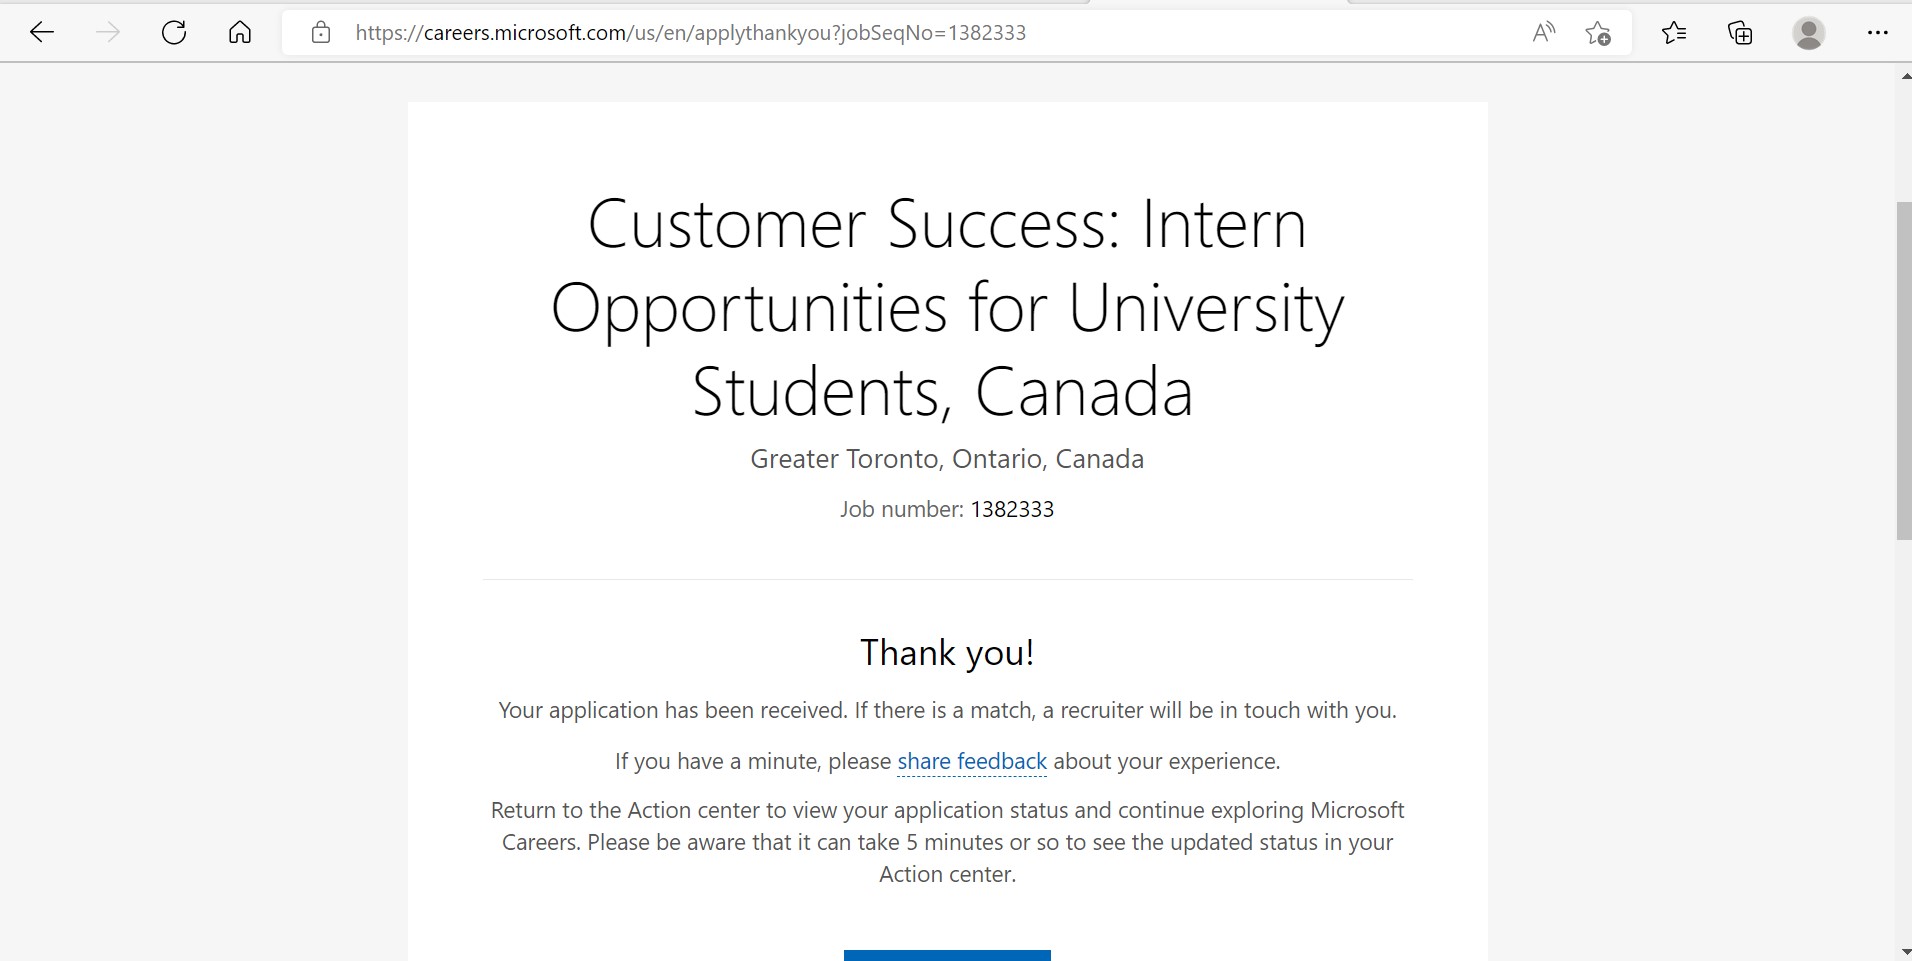 https://careers.microsoft.com/us/en/applythankyou?jobSeqNo=1382333
Customer Success: Intern
Opportunities for University
Students, Canada
Greater Toronto, Ontario, Canada
Job number: 1382333
Thank you!
Your application has been received. If there is a match, a recruiter will be in touch with you.
If you have a minute, please share feedback about your experience.
Return to the Action center to view your application status and continue exploring Microsoft
Careers. Please be aware that it can take 5 minutes or so to see the updated status in your
Action center.